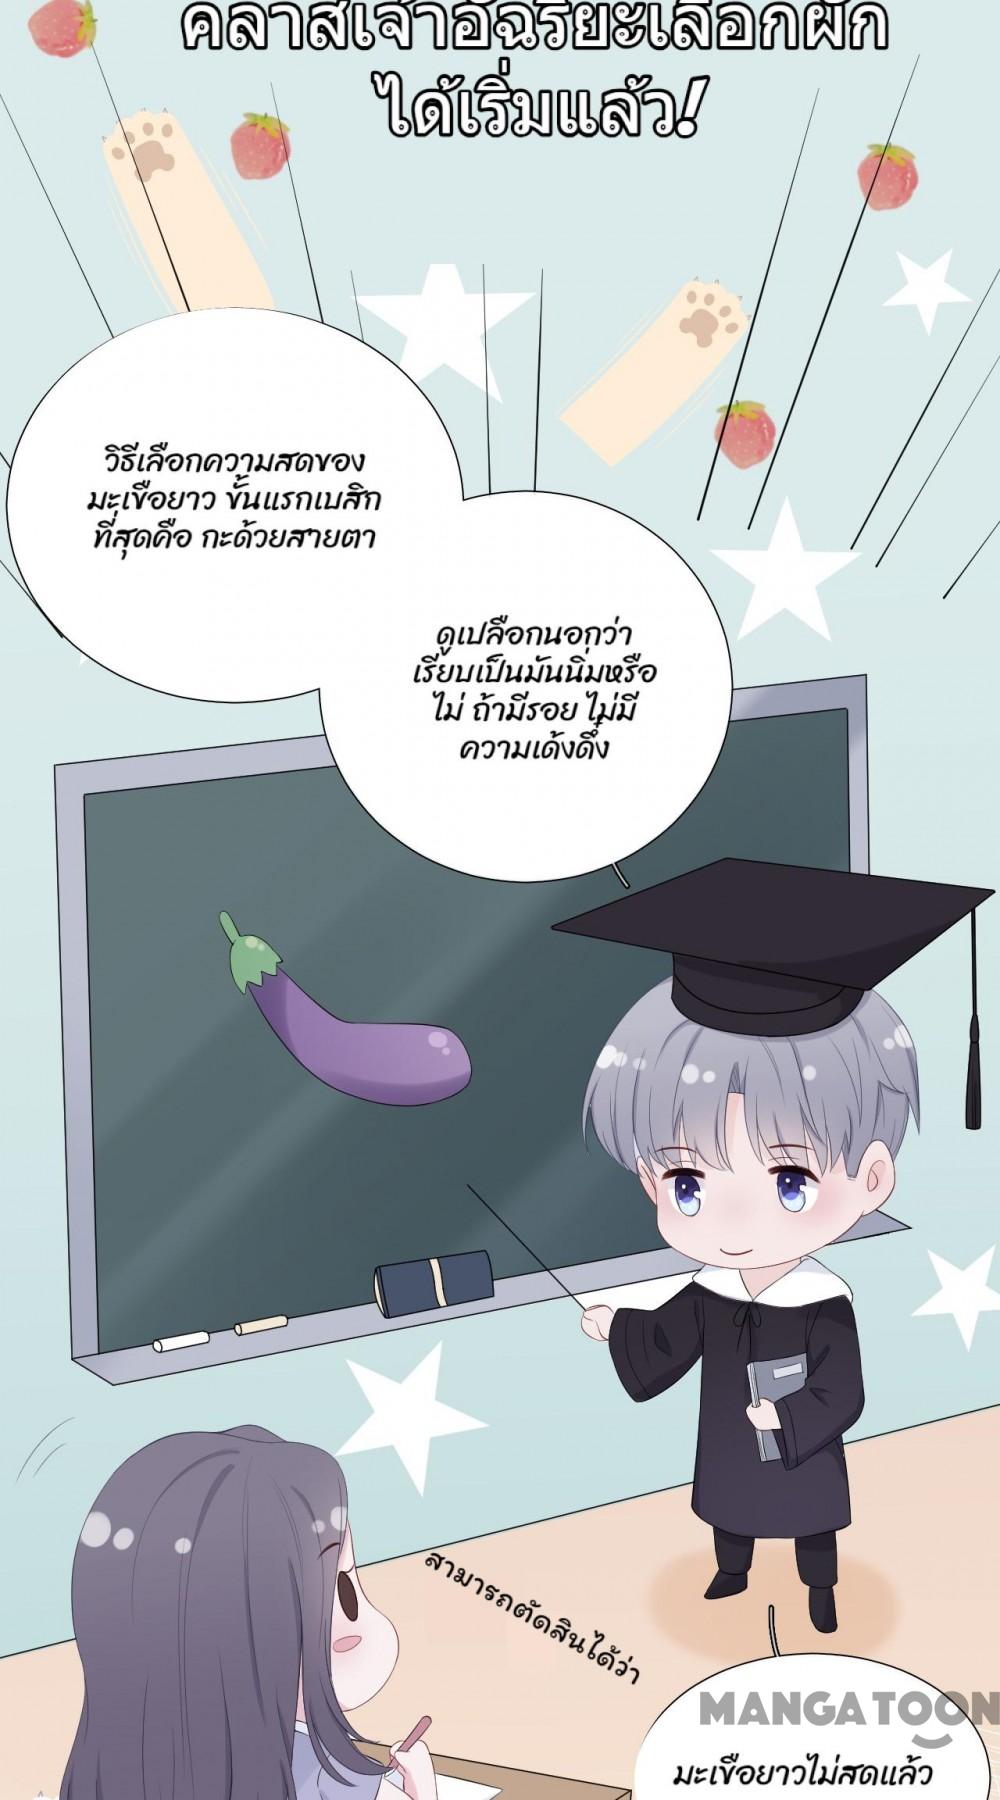 คลาสเจ้าอัฉริยะเลือกผัก
ได้เริ่มแล้ว!
วิธีเลือกความสดของ
มะเขือยาว ขั้นแรกเบสิก
ที่สุดคือ กะด้วยสายตา
ดูเปลือกนอกว่า
เรียบเป็นมันนิ่มหรือ
ไม่ ถ้ามีรอย ไม่มี
ความเด้งดึ๋ง
สามารถตัดสินได้ว่า
MANGATOON
มะเขือยาวไม่สดแล้ว